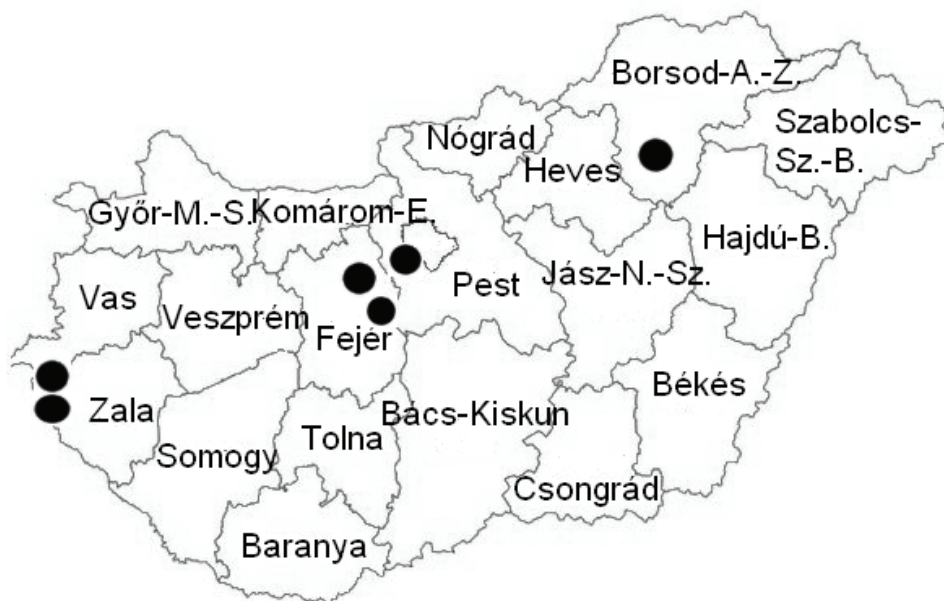 Borsod-A.-Z.
Nógrád
Szabolcs-
Sz.-B.
Heves
Győr-M.-S.
Komárom-E.
Hajdú-B.
Jász-N.-Sz.
Pest
Vas
Veszprém
Fejér
Békés
Zala
Bács-Kiskun
Tolna
Somogy
Csongrád
Baranya